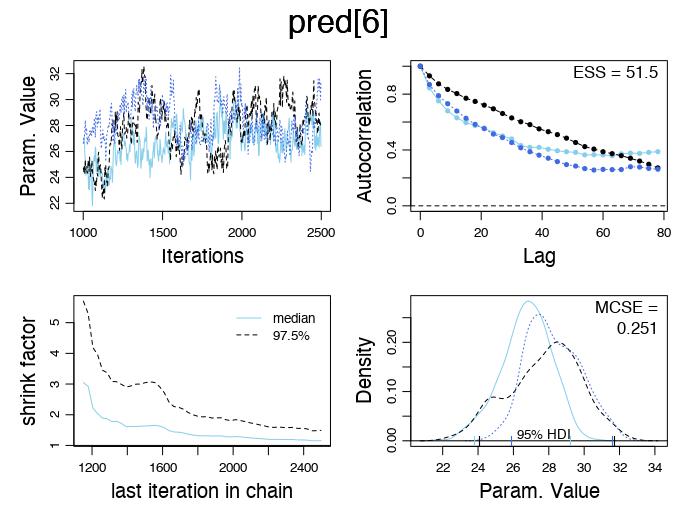 pred[6]
Param. Value
22 24 26 28 30 32
1000 1500 2000 2500
Iterations
Autocorrelation
0.0 0.4 0.8
ESS = 51.5
0 20 40 60 80
Lag
shrink factor
1 2 3 4 5
median
97.5%
1200 1600 2000 2400
last iteration in chain
Density
0.00 0.10 0.20
MCSE =
0.251
95% HDI
22 24 26 28 30 32 34
Param. Value